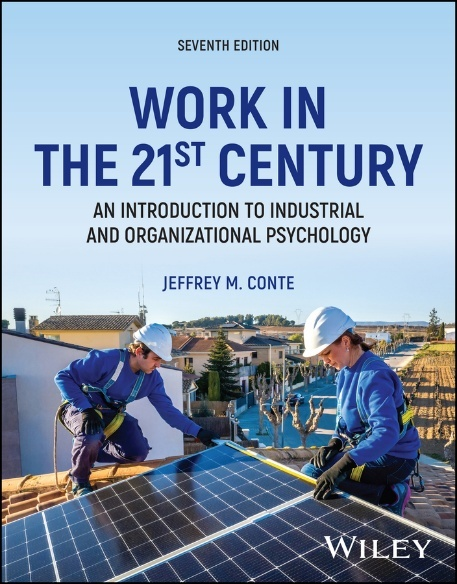 SEVENTH EDITION
WORK IN
THE 21ST CENTURY
AN INTRODUCTION TO INDUSTRIAL
AND ORGANIZATIONAL PSYCHOLOGY
JEFFREY M. CONTE
WILEY